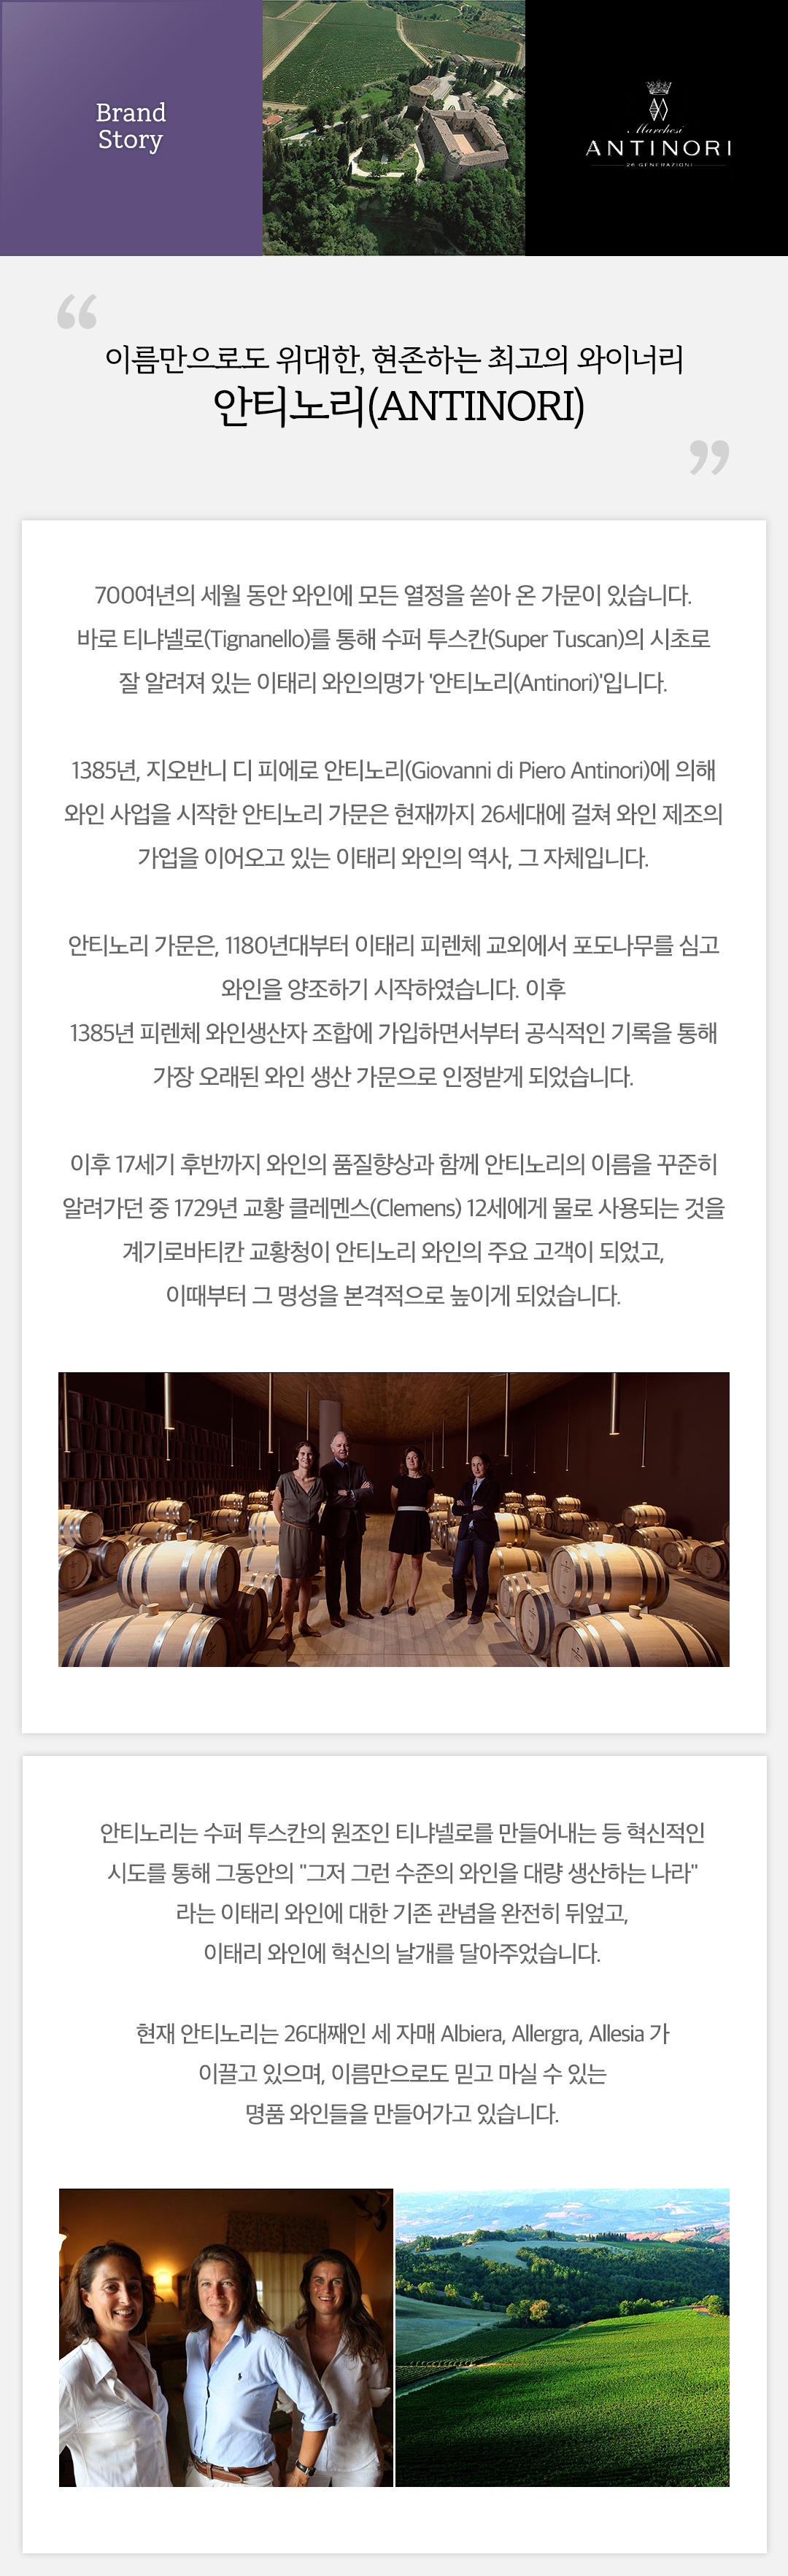 Brand
Story
Marchesi
ANTINORI
26 GENERAZIONI
“
이름만으로도 위대한, 현존하는 최고의 와이너리
안티노리(ANTINORI)
”
700여년의 세월 동안 와인에 모든 열정을 쏟아 온 가문이 있습니다.
바로 티냐넬로(Tignanello)를 통해 수퍼 투스칸(Super Tuscan)의 시초로
잘 알려져 있는 이태리 와인의명가 '안티노리(Antinori)'입니다.
1385년, 지오반니 디 피에로 안티노리(Giovanni di Piero Antinori)에 의해
와인 사업을 시작한 안티노리 가문은 현재까지 26세대에 걸쳐 와인 제조의
가업을 이어오고 있는 이태리 와인의 역사, 그 자체입니다.
안티노리 가문은, 1180년대부터 이태리 피렌체 교외에서 포도나무를 심고
와인을 양조하기 시작하였습니다. 이후
1385년 피렌체 와인생산자 조합에 가입하면서부터 공식적인 기록을 통해
가장 오래된 와인 생산 가문으로 인정받게 되었습니다.
이후 17세기 후반까지 와인의 품질향상과 함께 안티노리의 이름을 꾸준히
알려가던 중 1729년 교황 클레멘스(Clemens) 12세에게 물로 사용되는 것을
계기로바티칸 교황청이 안티노리 와인의 주요 고객이 되었고,
이때부터 그 명성을 본격적으로 높이게 되었습니다.
안티노리는 수퍼 투스칸의 원조인 티냐넬로를 만들어내는 등 혁신적인
시도를 통해 그동안의 "그저 그런 수준의 와인을 대량 생산하는 나라"
라는 이태리 와인에 대한 기존 관념을 완전히 뒤엎고,
이태리 와인에 혁신의 날개를 달아주었습니다.
현재 안티노리는 26대째인 세 자매 Albiera, Allergra, Allesia 가
이끌고 있으며, 이름만으로도 믿고 마실 수 있는
명품 와인들을 만들어가고 있습니다.